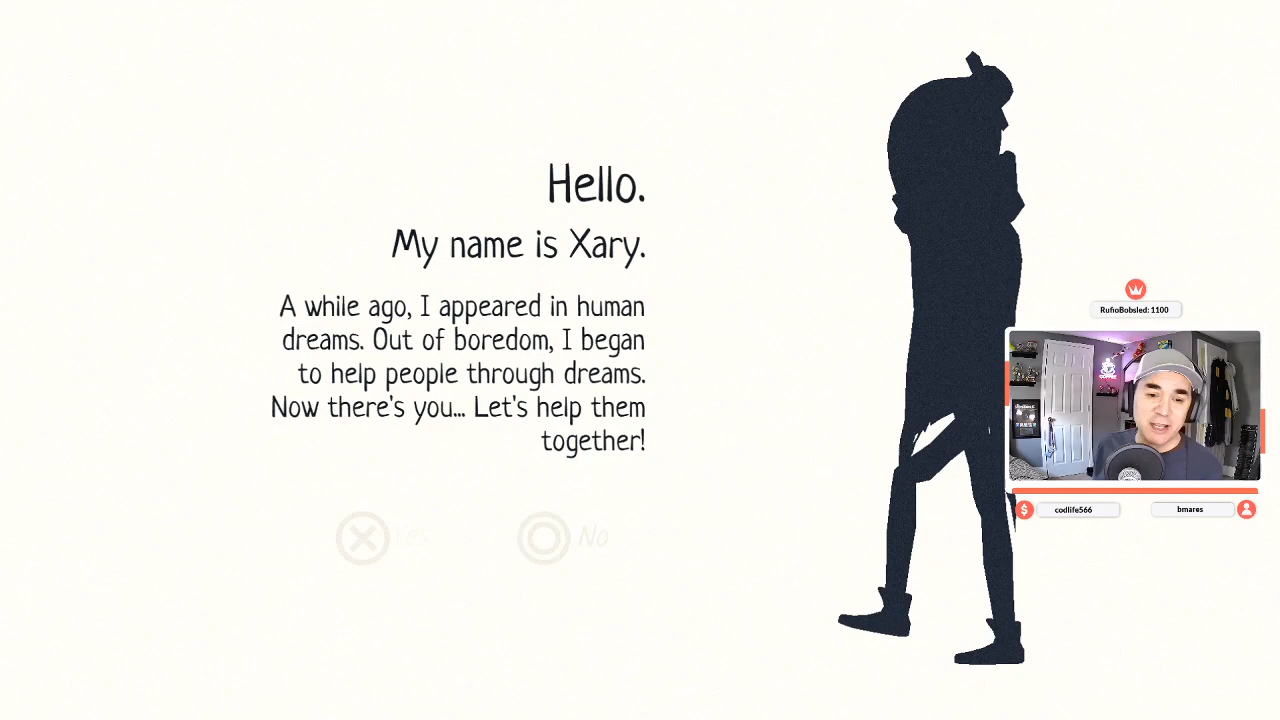 Hello.
My name is Xary.
A while ago, I appeared in human
dreams. Out of boredom, I began
to help people through dreams.
Now there's you... Let's help them
together!
Yes
No
RufioBobsled: 1100
COFFEE
$
codlife566
bmares